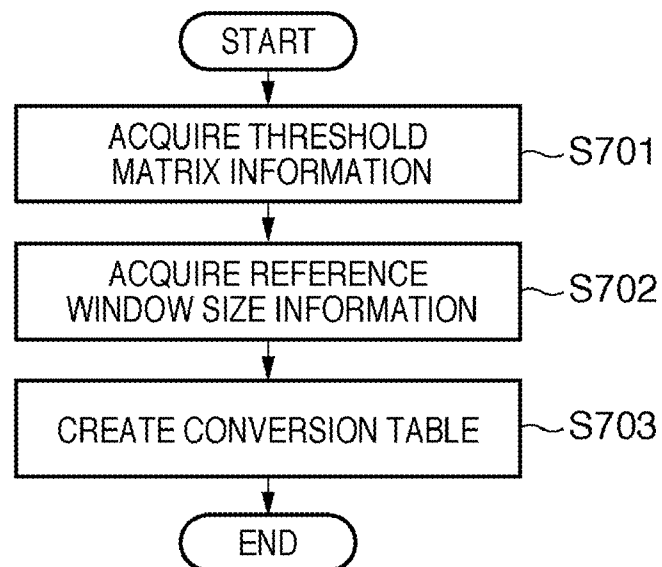 START
ACQUIRE THRESHOLD
MATRIX INFORMATION
S701
ACQUIRE REFERENCE
WINDOW SIZE INFORMATION
S702
CREATE CONVERSION TABLE
S703
END